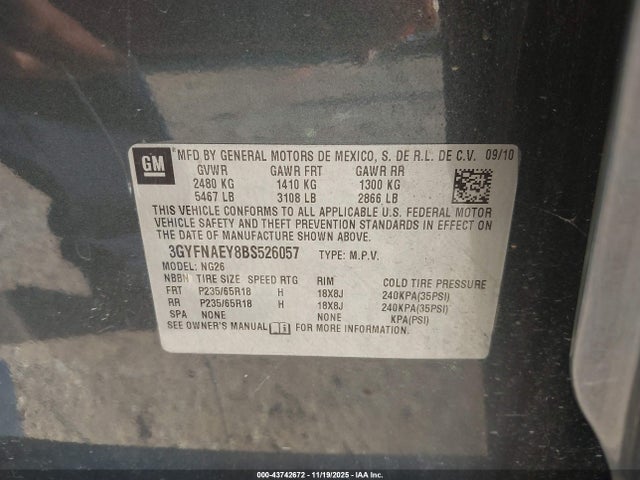 GM
MFD BY GENERAL MOTORS DE MEXICO, S. DE R.L. DE C.V. 09/10
GVWR GAWR FRT GAWR RR
2480 KG 1410 KG 1300 KG
5467 LB 3108 LB 2866 LB
THIS VEHICLE CONFORMS TO ALL APPLICABLE U.S. FEDERAL MOTOR
VEHICLE SAFETY AND THEFT PREVENTION STANDARDS IN EFFECT ON
THE DATE OF MANUFACTURE SHOWN ABOVE.
3GYFNAEY8BS526057 TYPE: M.P.V.
MODEL: NG26
NBBN TIRE SIZE SPEED RTG RIM COLD TIRE PRESSURE
FRT P235/65R18 H 18X8J 240KPA(35PSI)
RR P235/65R18 H 18X8J 240KPA(35PSI)
SPA NONE NONE KPA(PSI)
SEE OWNER'S MANUAL i FOR MORE INFORMATION.
000-43742672 - 11/19/2025 - IAA Inc.